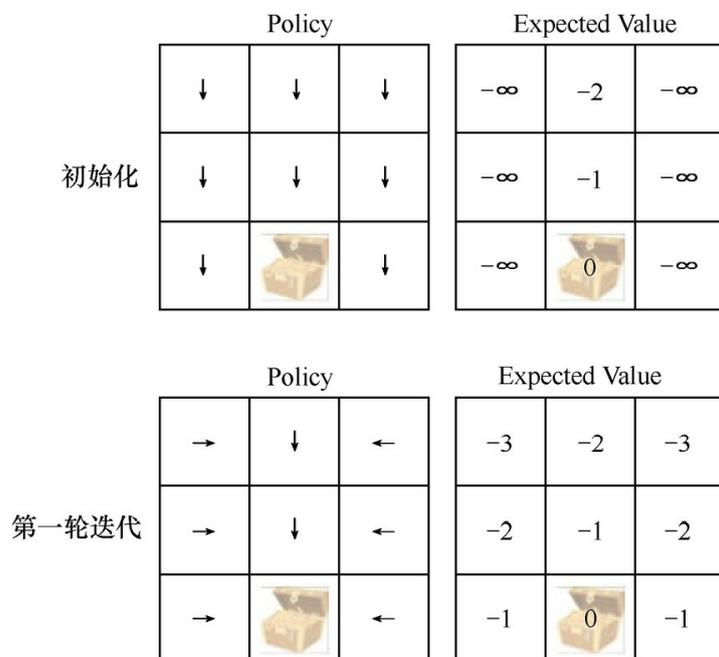 Policy Expected Value
↓ ↓ ↓ −∞ −2 −∞
初始化 ↓ ↓ ↓ −∞ −1 −∞
↓ ↓ −∞ 0 −∞
Policy Expected Value
→ ↓ ← −3 −2 −3
第一轮迭代 → ↓ ← −2 −1 −2
→ ← −1 0 −1